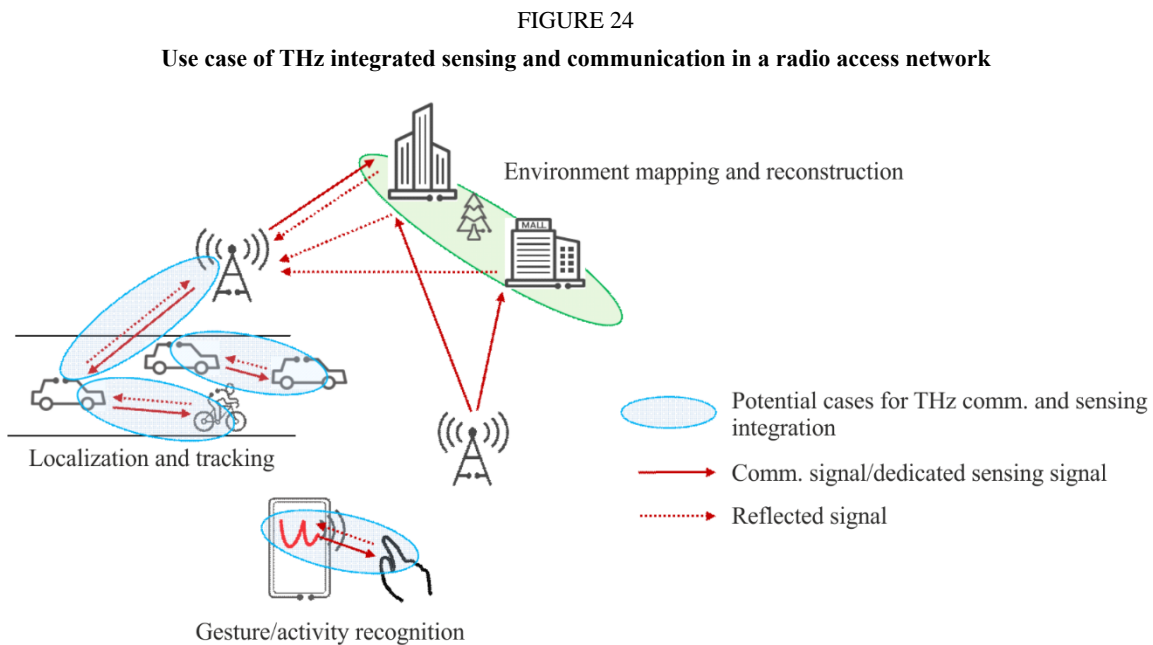 FIGURE 24
Use case of THz integrated sensing and communication in a radio access network
Environment mapping and reconstruction
MALL
Localization and tracking
Potential cases for THz comm. and sensing
integration
Comm. signal/dedicated sensing signal
Reflected signal
Gesture/activity recognition